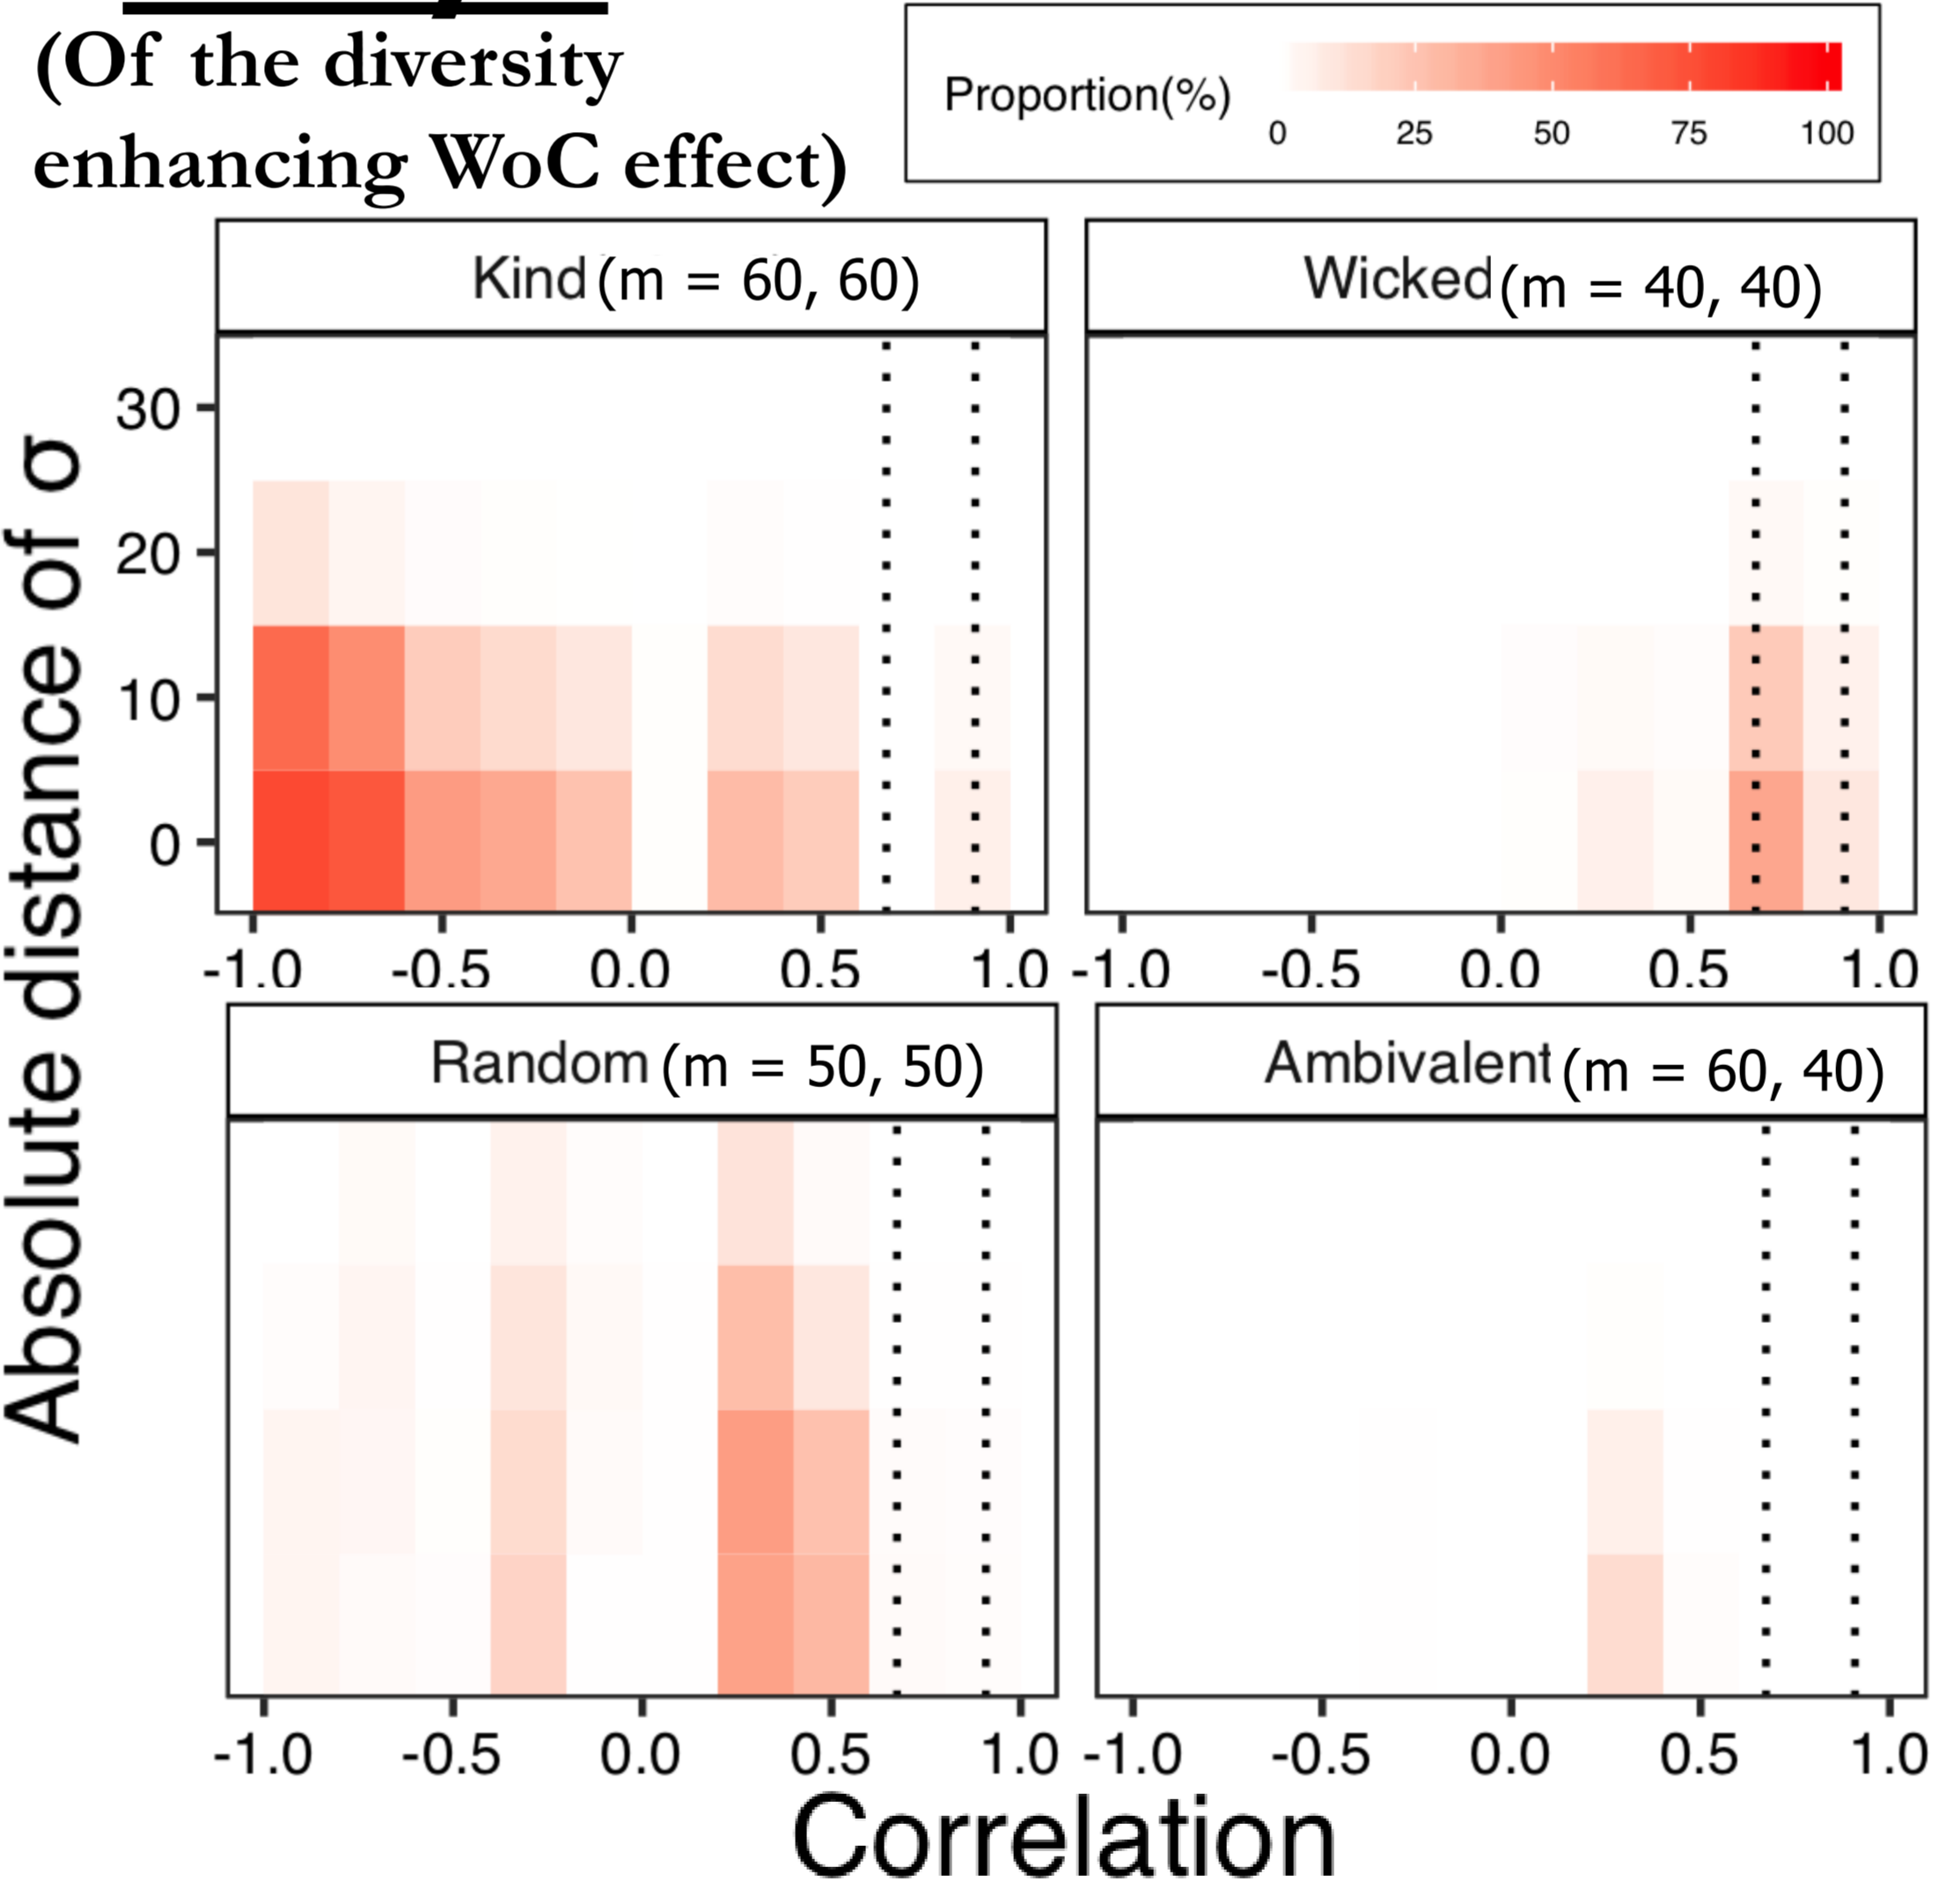 (Of the diversity
enhancing WoC effect)
Proportion(%)
0 25 50 75 100
Kind (m = 60, 60)
Wicked (m = 40, 40)
30
20
10
0
-1.0 -0.5 0.0 0.5 1.0
-1.0 -0.5 0.0 0.5 1.0
Random (m = 50, 50)
Ambivalent (m = 60, 40)
-1.0 -0.5 0.0 0.5 1.0
-1.0 -0.5 0.0 0.5 1.0
Absolute distance of σ
Correlation